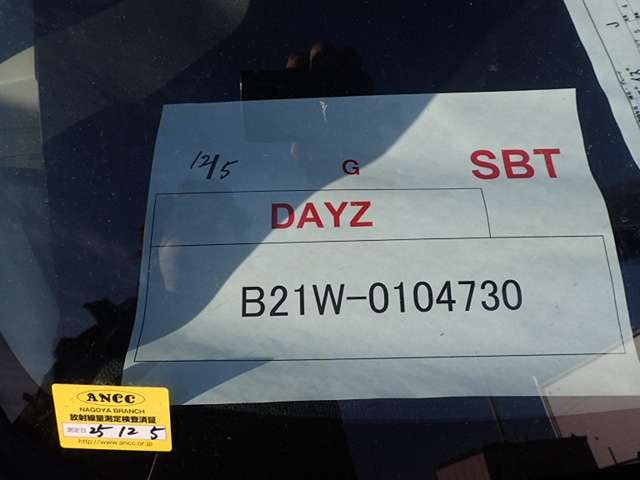 12/5 G SBT
DAYZ
B21W-0104730
ANCC
NAGOYA BRANCH
放射線量測定検査済証
測定日 25 12 5
http://www.ancc.or.jp